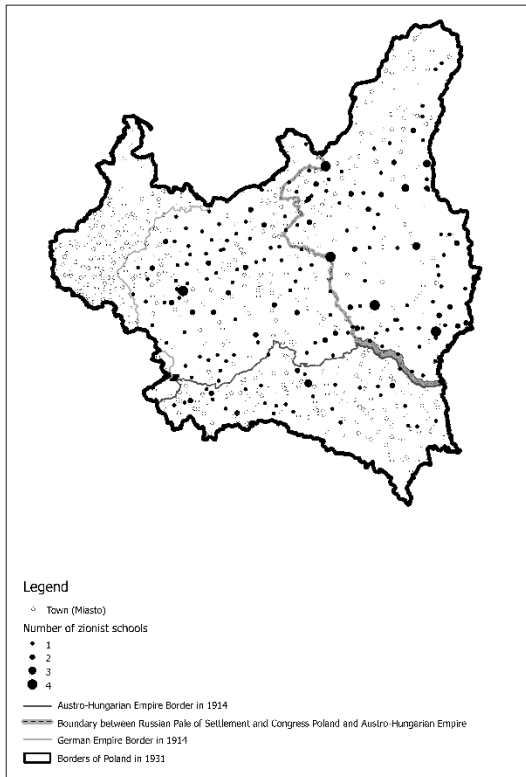 Legend
Town (Miasto)
Number of zionist schools
1
2
3
4
Austro-Hungarian Empire Border in 1914
Boundary between Russian Pale of Settlement and Congress Poland and Austro-Hungarian Empire
German Empire Border in 1914
Borders of Poland in 1931